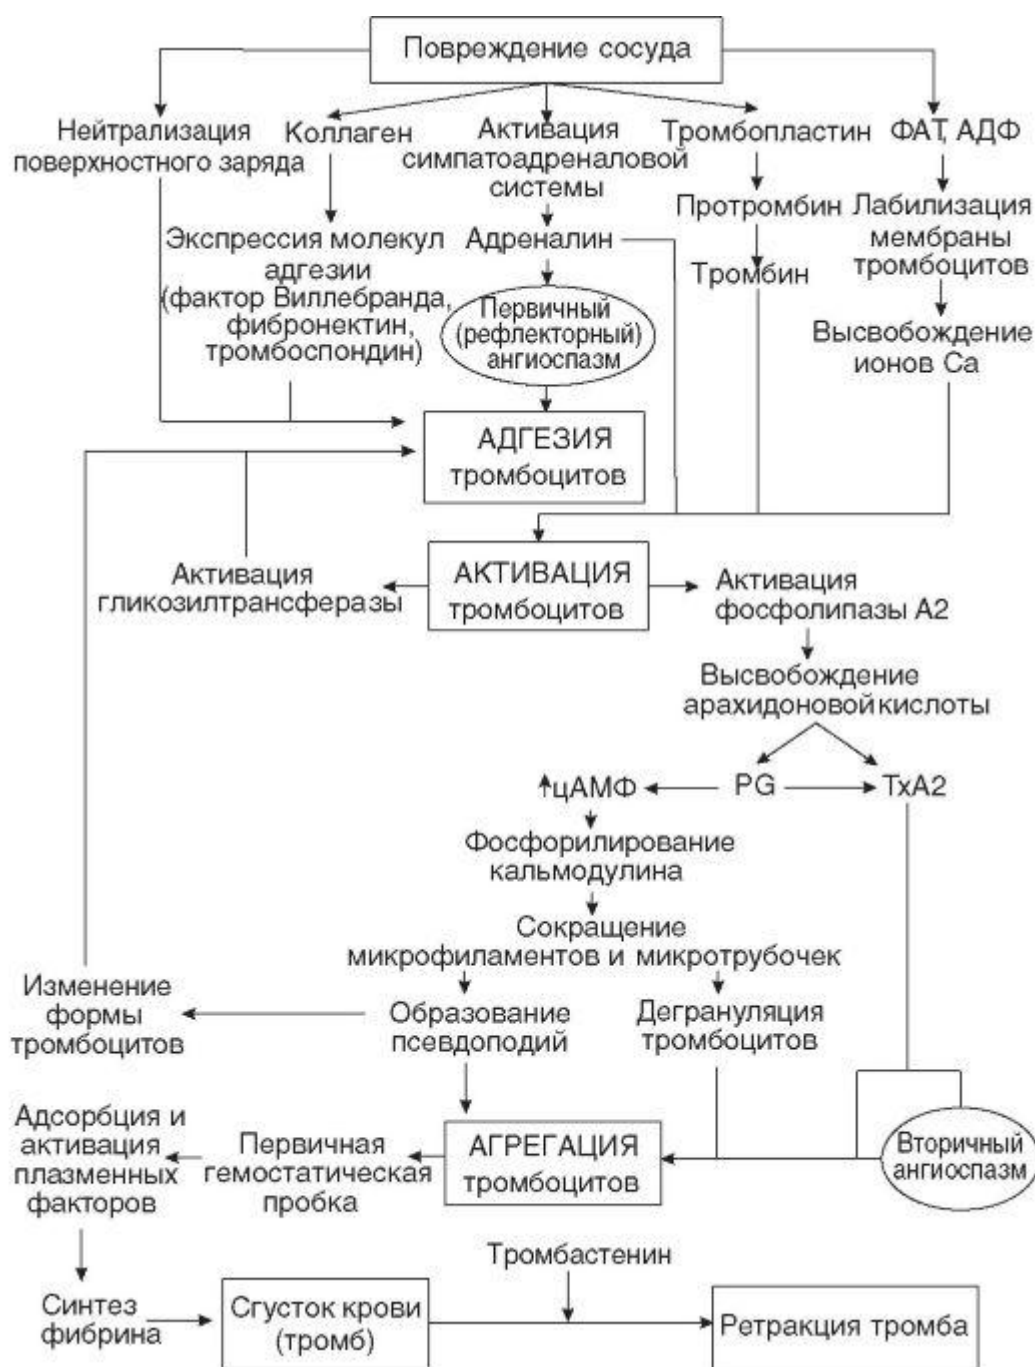 Повреждение сосуда
Нейтрализация
поверхностного заряда
Коллаген
Активация
симпатоадреналовой
системы
Тромбопластин
ФАТ, АДФ
Экспрессия молекул
адгезии
(фактор Виллебранда,
фибронектин,
тромбоспондин)
Адреналин
Протромбин
Тромбин
Лабилизация
мембраны
тромбоцитов
Первичный
(рефлекторный)
ангиоспазм
Высвобождение
ионов Ca
АДГЕЗИЯ
тромбоцитов
Активация
гликозилтрансферазы
АКТИВАЦИЯ
тромбоцитов
Активация
фосфолипазы А2
Высвобождение
арахидоновой кислоты
цАМФ
PG
ТхА2
Фосфорилирование
кальмодулина
Сокращение
микрофиламентов и микротрубочек
Изменение
формы
тромбоцитов
Образование
псевдоподий
Дегрануляция
тромбоцитов
Адсорбция и
активация
плазменных
факторов
Первичная
гемостатическая
пробка
АГРЕГАЦИЯ
тромбоцитов
Вторичный
ангиоспазм
Тромбастенин
Синтез
фибрина
Сгусток крови
(тромб)
Ретракция тромба